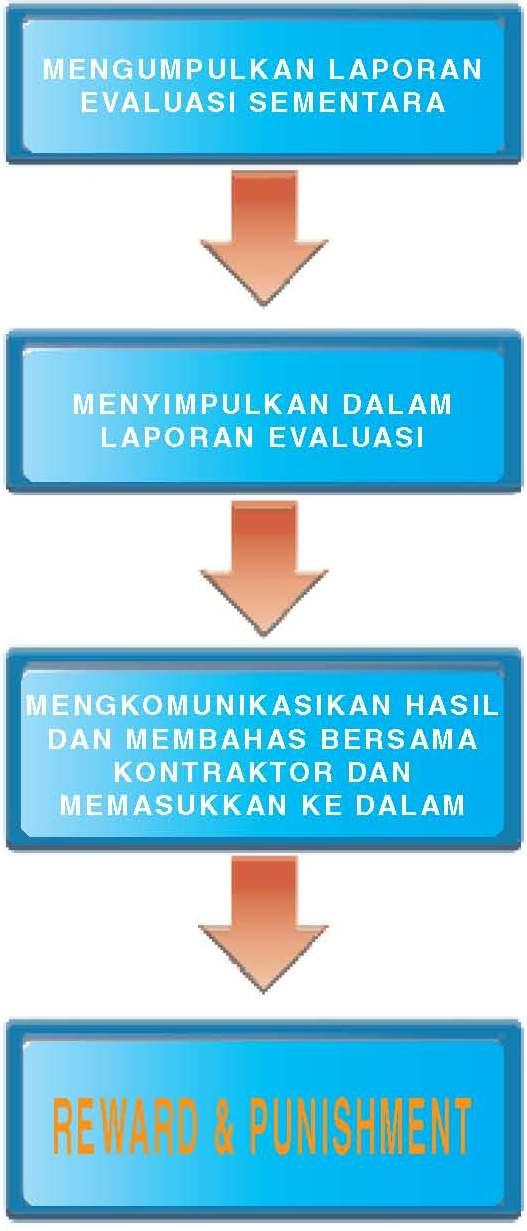 MENGUMPULKAN LAPORAN
EVALUASI SEMENTARA
MENYIMPULKAN DALAM
LAPORAN EVALUASI
MENGKOMUNIKASIKAN HASIL
DAN MEMBAHAS BERSAMA
KONTRAKTOR DAN
MEMASUKKAN KE DALAM
REWARD & PUNISHMENT